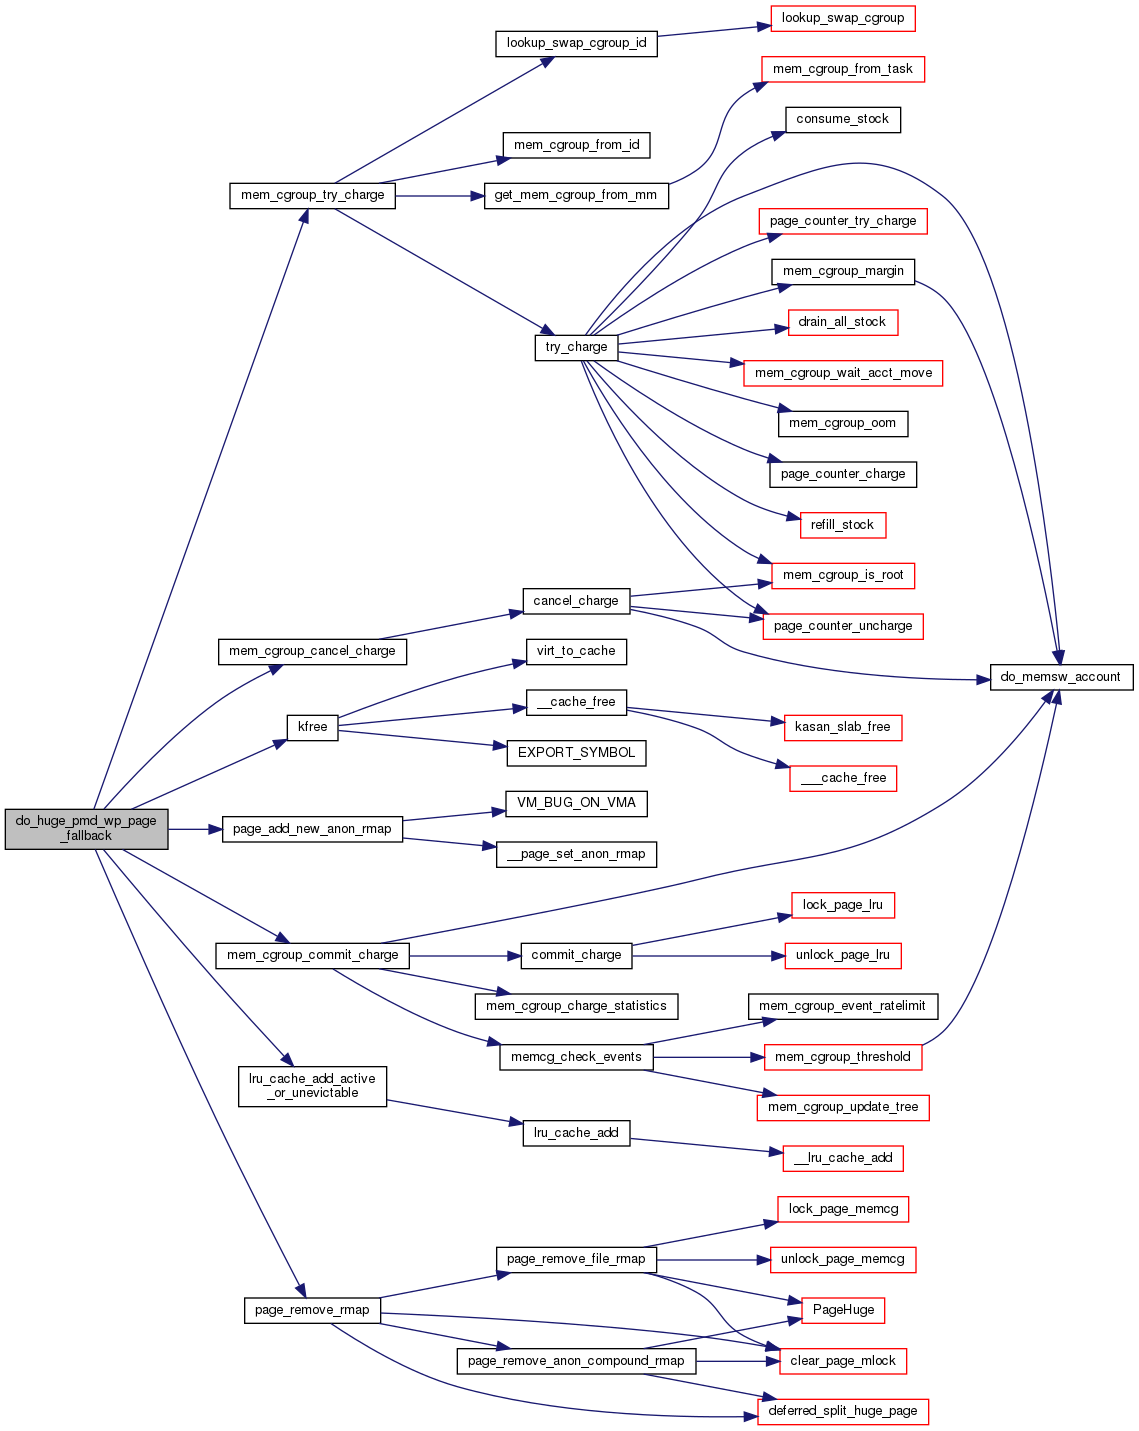 lookup_swap_cgroup
lookup_swap_cgroup_id
mem_cgroup_from_task
consume_stock
mem_cgroup_from_id
mem_cgroup_try_charge
get_mem_cgroup_from_mm
page_counter_try_charge
mem_cgroup_margin
drain_all_stock
try_charge
mem_cgroup_wait_acct_move
mem_cgroup_oom
page_counter_charge
refill_stock
mem_cgroup_is_root
cancel_charge
page_counter_uncharge
mem_cgroup_cancel_charge
virt_to_cache
do_memsw_account
__cache_free
kfree
kasan_slab_free
EXPORT_SYMBOL
___cache_free
VM_BUG_ON_VMA
do_huge_pmd_wp_page
_fallback
page_add_new_anon_rmap
__page_set_anon_rmap
lock_page_lru
mem_cgroup_commit_charge
commit_charge
unlock_page_lru
mem_cgroup_charge_statistics
mem_cgroup_event_ratelimit
memcg_check_events
mem_cgroup_threshold
lru_cache_add_active
_or_unevictable
mem_cgroup_update_tree
lru_cache_add
__lru_cache_add
lock_page_memcg
page_remove_file_rmap
unlock_page_memcg
page_remove_rmap
PageHuge
page_remove_anon_compound_rmap
clear_page_mlock
deferred_split_huge_page